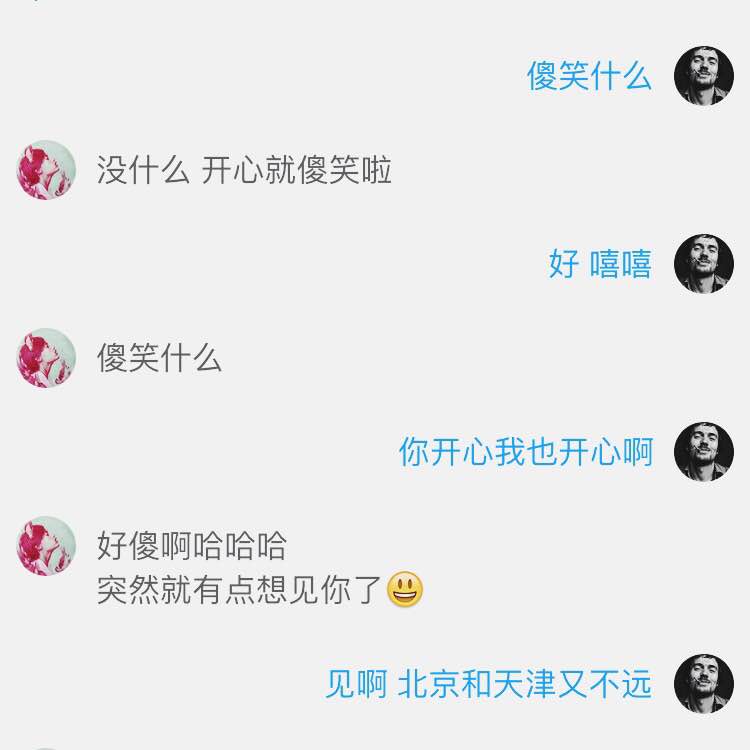 傻笑什么
没什么 开心就傻笑啦
好 嘻嘻
傻笑什么
你开心我也开心啊
好傻啊哈哈哈
突然就有点想见你了😃
见啊 北京和天津又不远